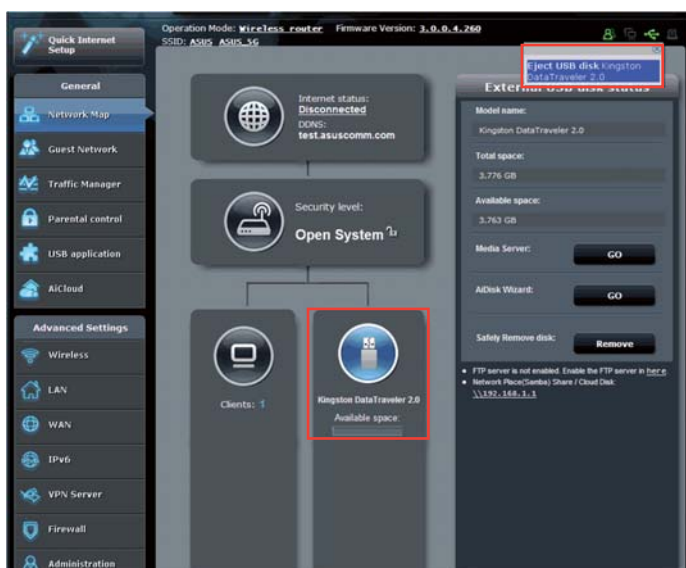 Quick Internet
Setup
Operation Mode: Wireless router Firmware Version: 3.0.0.4.260
SSID: ASUS ASUS_5G
Eject USB disk Kingston
DataTraveler 2.0
General
Network Map
Guest Network
Traffic Manager
Parental control
USB application
AiCloud
Advanced Settings
Wireless
LAN
WAN
IPv6
VPN Server
Firewall
Administration
Internet status:
Disconnected
DDNS:
test.asuscomm.com
Security level:
Open System
Clients: 1
Kingston DataTraveler 2.0
Available space:
External USB disk status
Model name:
Kingston DataTraveler 2.0
Total space:
3.776 GB
Available space:
3.763 GB
Media Server: GO
AiDisk Wizard: GO
Safely Remove disk: Remove
FTP server is not enabled. Enable the FTP server in here.
Network Place(Samba) Share / Cloud Disk:
\\192.168.1.1